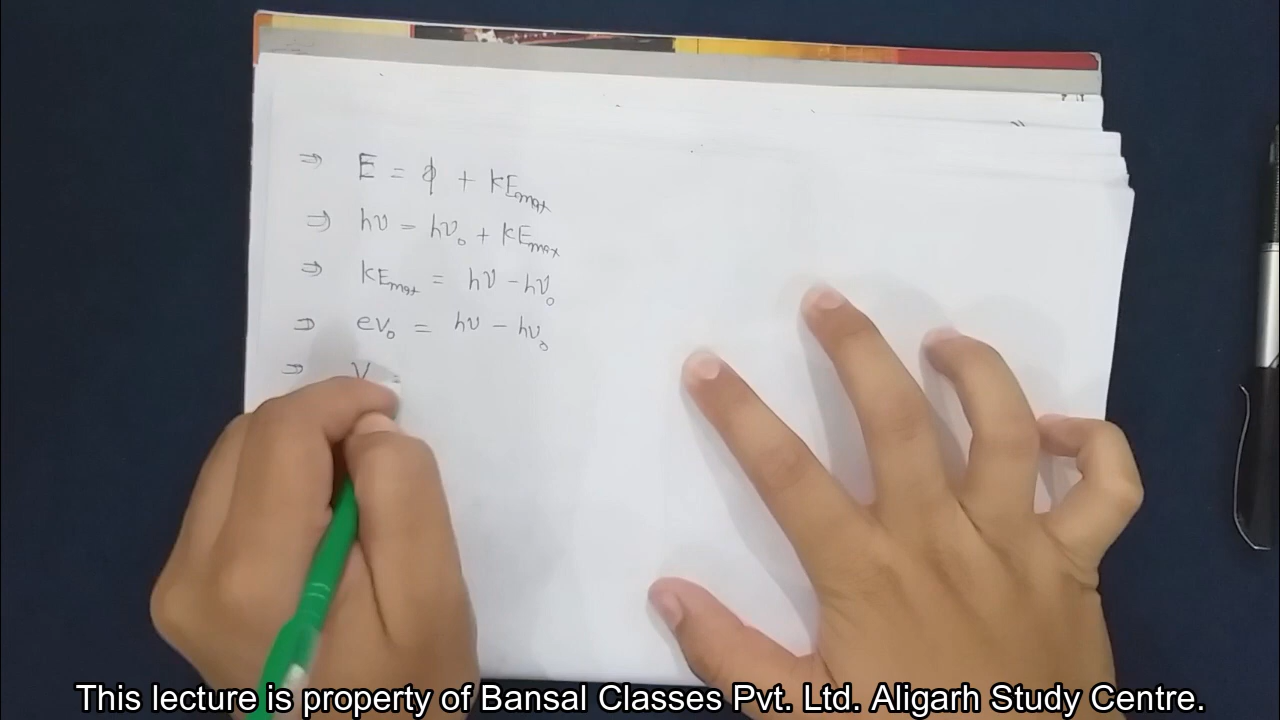 ⇒ E = ϕ + KEmax
⇒ hν = hν₀ + KEmax
⇒ KEmax = hν - hν₀
⇒ eV₀ = hν - hν₀
⇒ V =
This lecture is property of Bansal Classes Pvt. Ltd. Aligarh Study Centre.